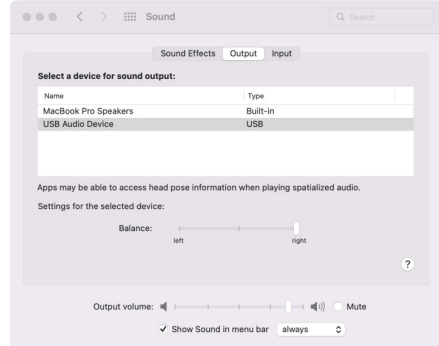 Sound
Search
Sound Effects Output Input
Select a device for sound output:
Name Type
MacBook Pro Speakers Built-in
USB Audio Device USB
Apps may be able to access head pose information when playing spatialized audio.
Settings for the selected device:
Balance:
left right
?
Output volume: Mute
Show Sound in menu bar always